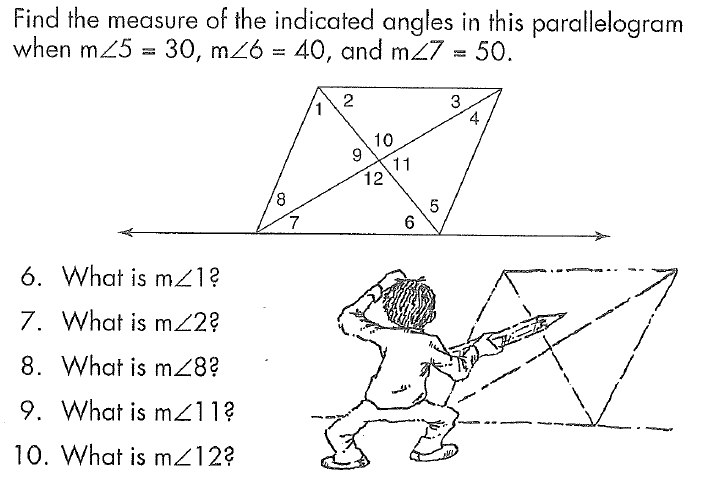 Find the measure of the indicated angles in this parallelogram
when m∠5 = 30, m∠6 = 40, and m∠7 = 50.
1 2 3
4
10
9 11
12
8 5
7 6
6. What is m∠1?
7. What is m∠2?
8. What is m∠8?
9. What is m∠11?
10. What is m∠12?